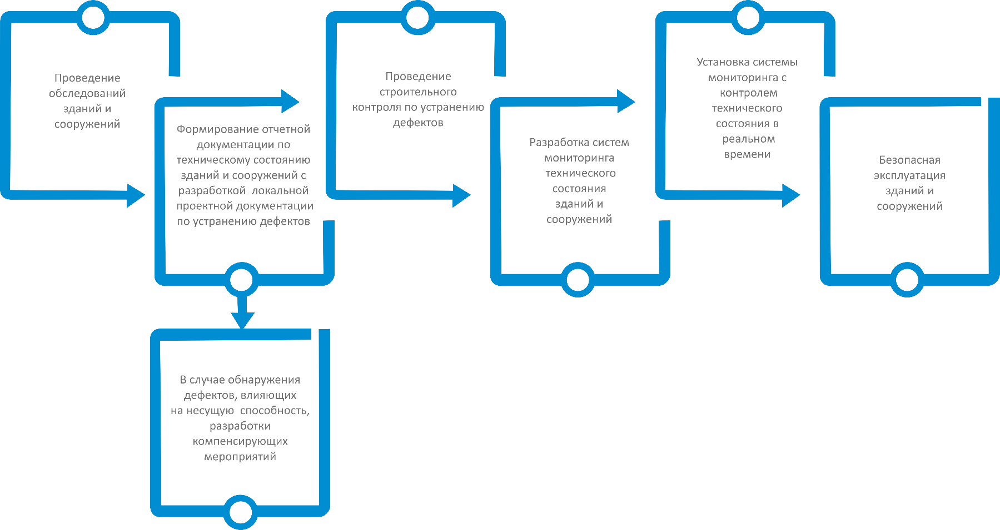 Проведение
обследований
зданий и
сооружений
Формирование отчетной
документации по
техническому состоянию
зданий и сооружений с
разработкой локальной
проектной документации
по устранению дефектов
В случае обнаружения
дефектов, влияющих
на несущую способность,
разработки
компенсирующих
мероприятий
Проведение
строительного
контроля по устранению
дефектов
Разработка систем
мониторинга
технического
состояния
зданий и
сооружений
Установка системы
мониторинга с
контролем
технического
состояния в
реальном
времени
Безопасная
эксплуатация
зданий и
сооружений